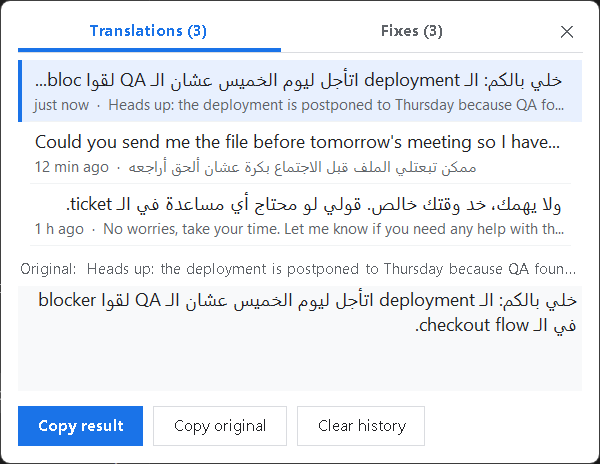 Translations (3)
Fixes (3)
خلي بالكم: الـ deployment اتأجل ليوم الخميس عشان الـ QA لقوا bloc...
just now · Heads up: the deployment is postponed to Thursday because QA fo...
Could you send me the file before tomorrow's meeting so I have...
12 min ago · ممكن تبعتلي الملف قبل الاجتماع بكرة عشان ألحق أراجعه
ولا يهمك، خد وقتك خالص. قولي لو محتاج أي مساعدة في الـ ticket.
1 h ago · No worries, take your time. Let me know if you need any help with th...
Original: Heads up: the deployment is postponed to Thursday because QA foun...
خلي بالكم: الـ deployment اتأجل ليوم الخميس عشان الـ QA لقوا blocker
في الـ checkout flow.
Copy result
Copy original
Clear history